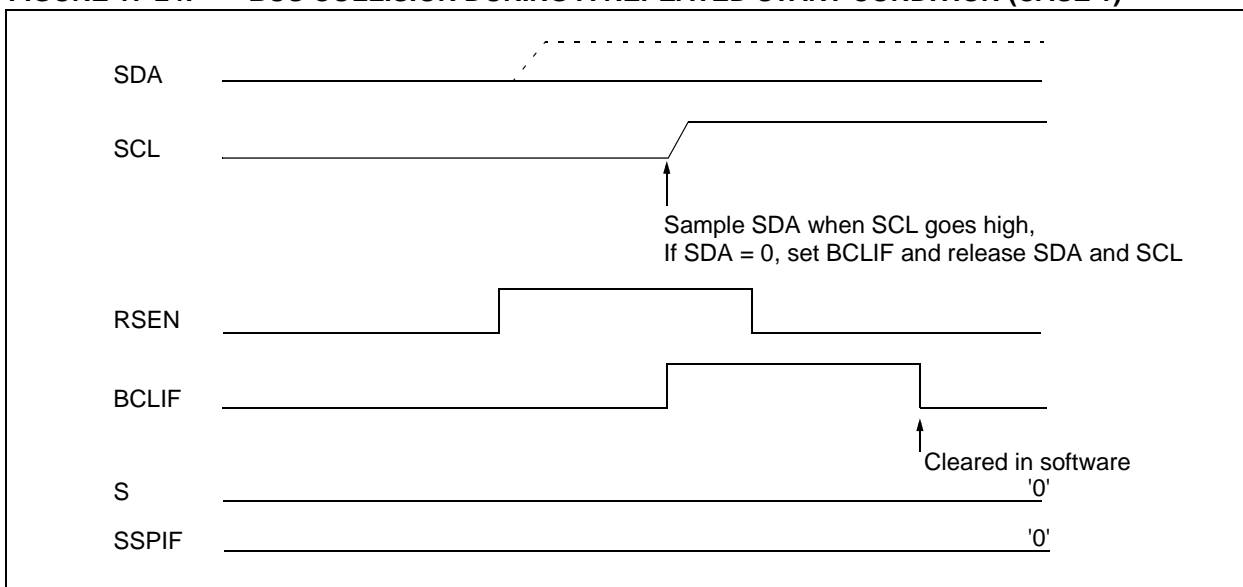 SDA
SCL
Sample SDA when SCL goes high,
If SDA = 0, set BCLIF and release SDA and SCL
RSEN
BCLIF
Cleared in software
S '0'
SSPIF '0'